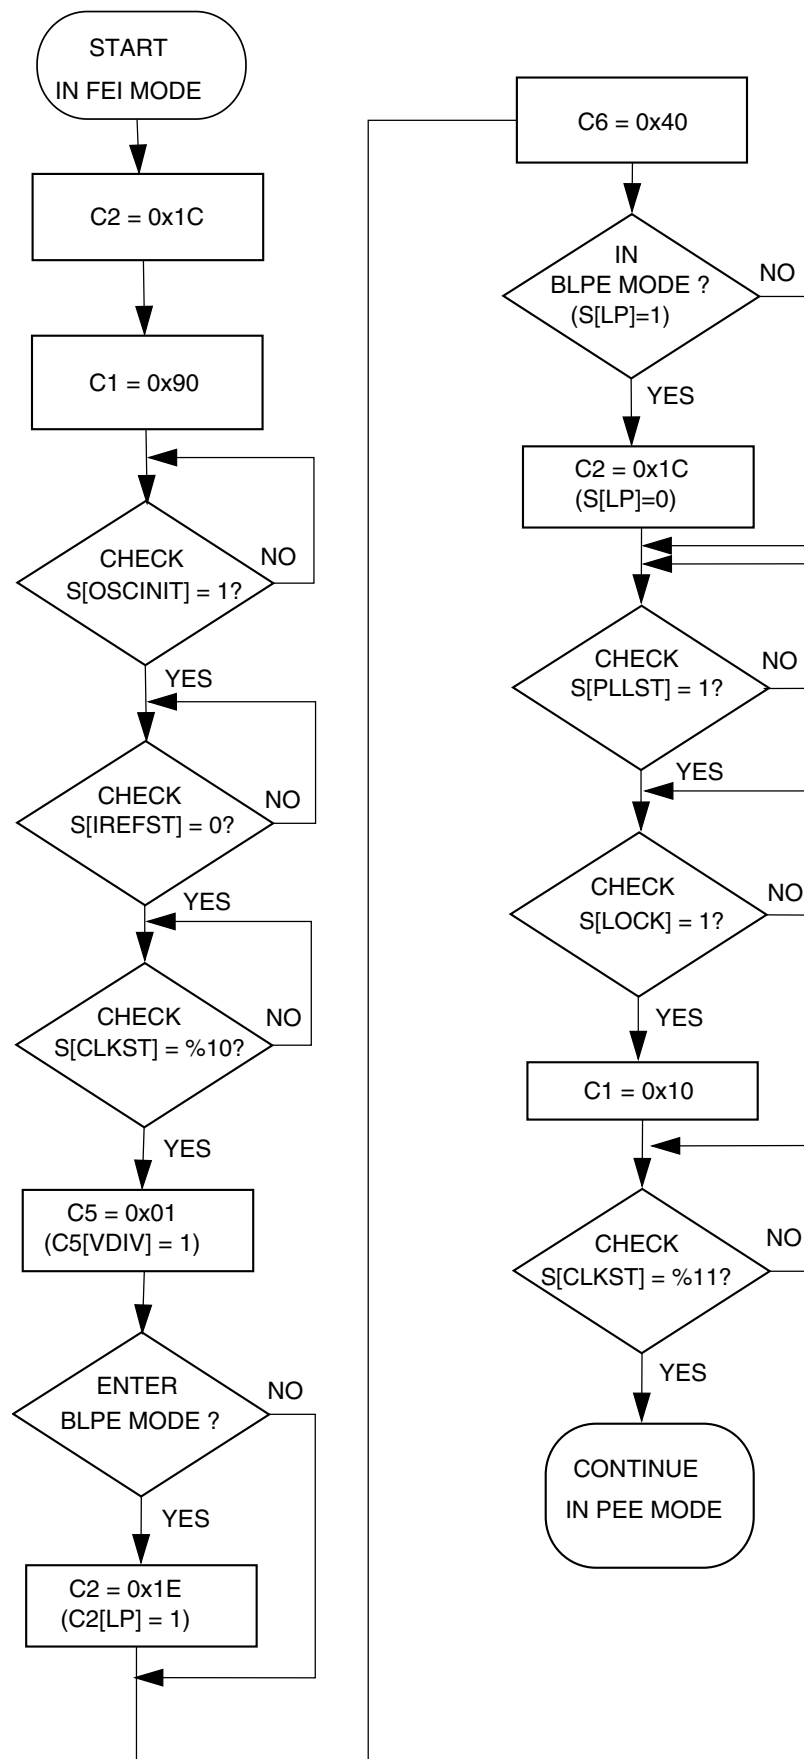 START
IN FEI MODE
C2 = 0x1C
C1 = 0x90
CHECK
S[OSCINIT] = 1?
NO
YES
CHECK
S[IREFST] = 0?
NO
YES
CHECK
S[CLKST] = %10?
NO
YES
C5 = 0x01
(C5[VDIV] = 1)
ENTER
BLPE MODE ?
NO
YES
C2 = 0x1E
(C2[LP] = 1)
C6 = 0x40
IN
BLPE MODE ?
(S[LP]=1)
NO
YES
C2 = 0x1C
(S[LP]=0)
CHECK
S[PLLST] = 1?
NO
YES
CHECK
S[LOCK] = 1?
NO
YES
C1 = 0x10
CHECK
S[CLKST] = %11?
NO
YES
CONTINUE
IN PEE MODE